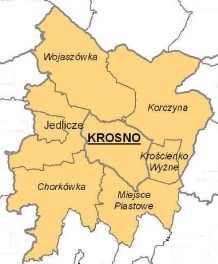 Wojaszówka
Korczyna
Jedlicze
KROSNO
Krościenko
Wyżne
Chorkówka
Miejsce
Piastowe